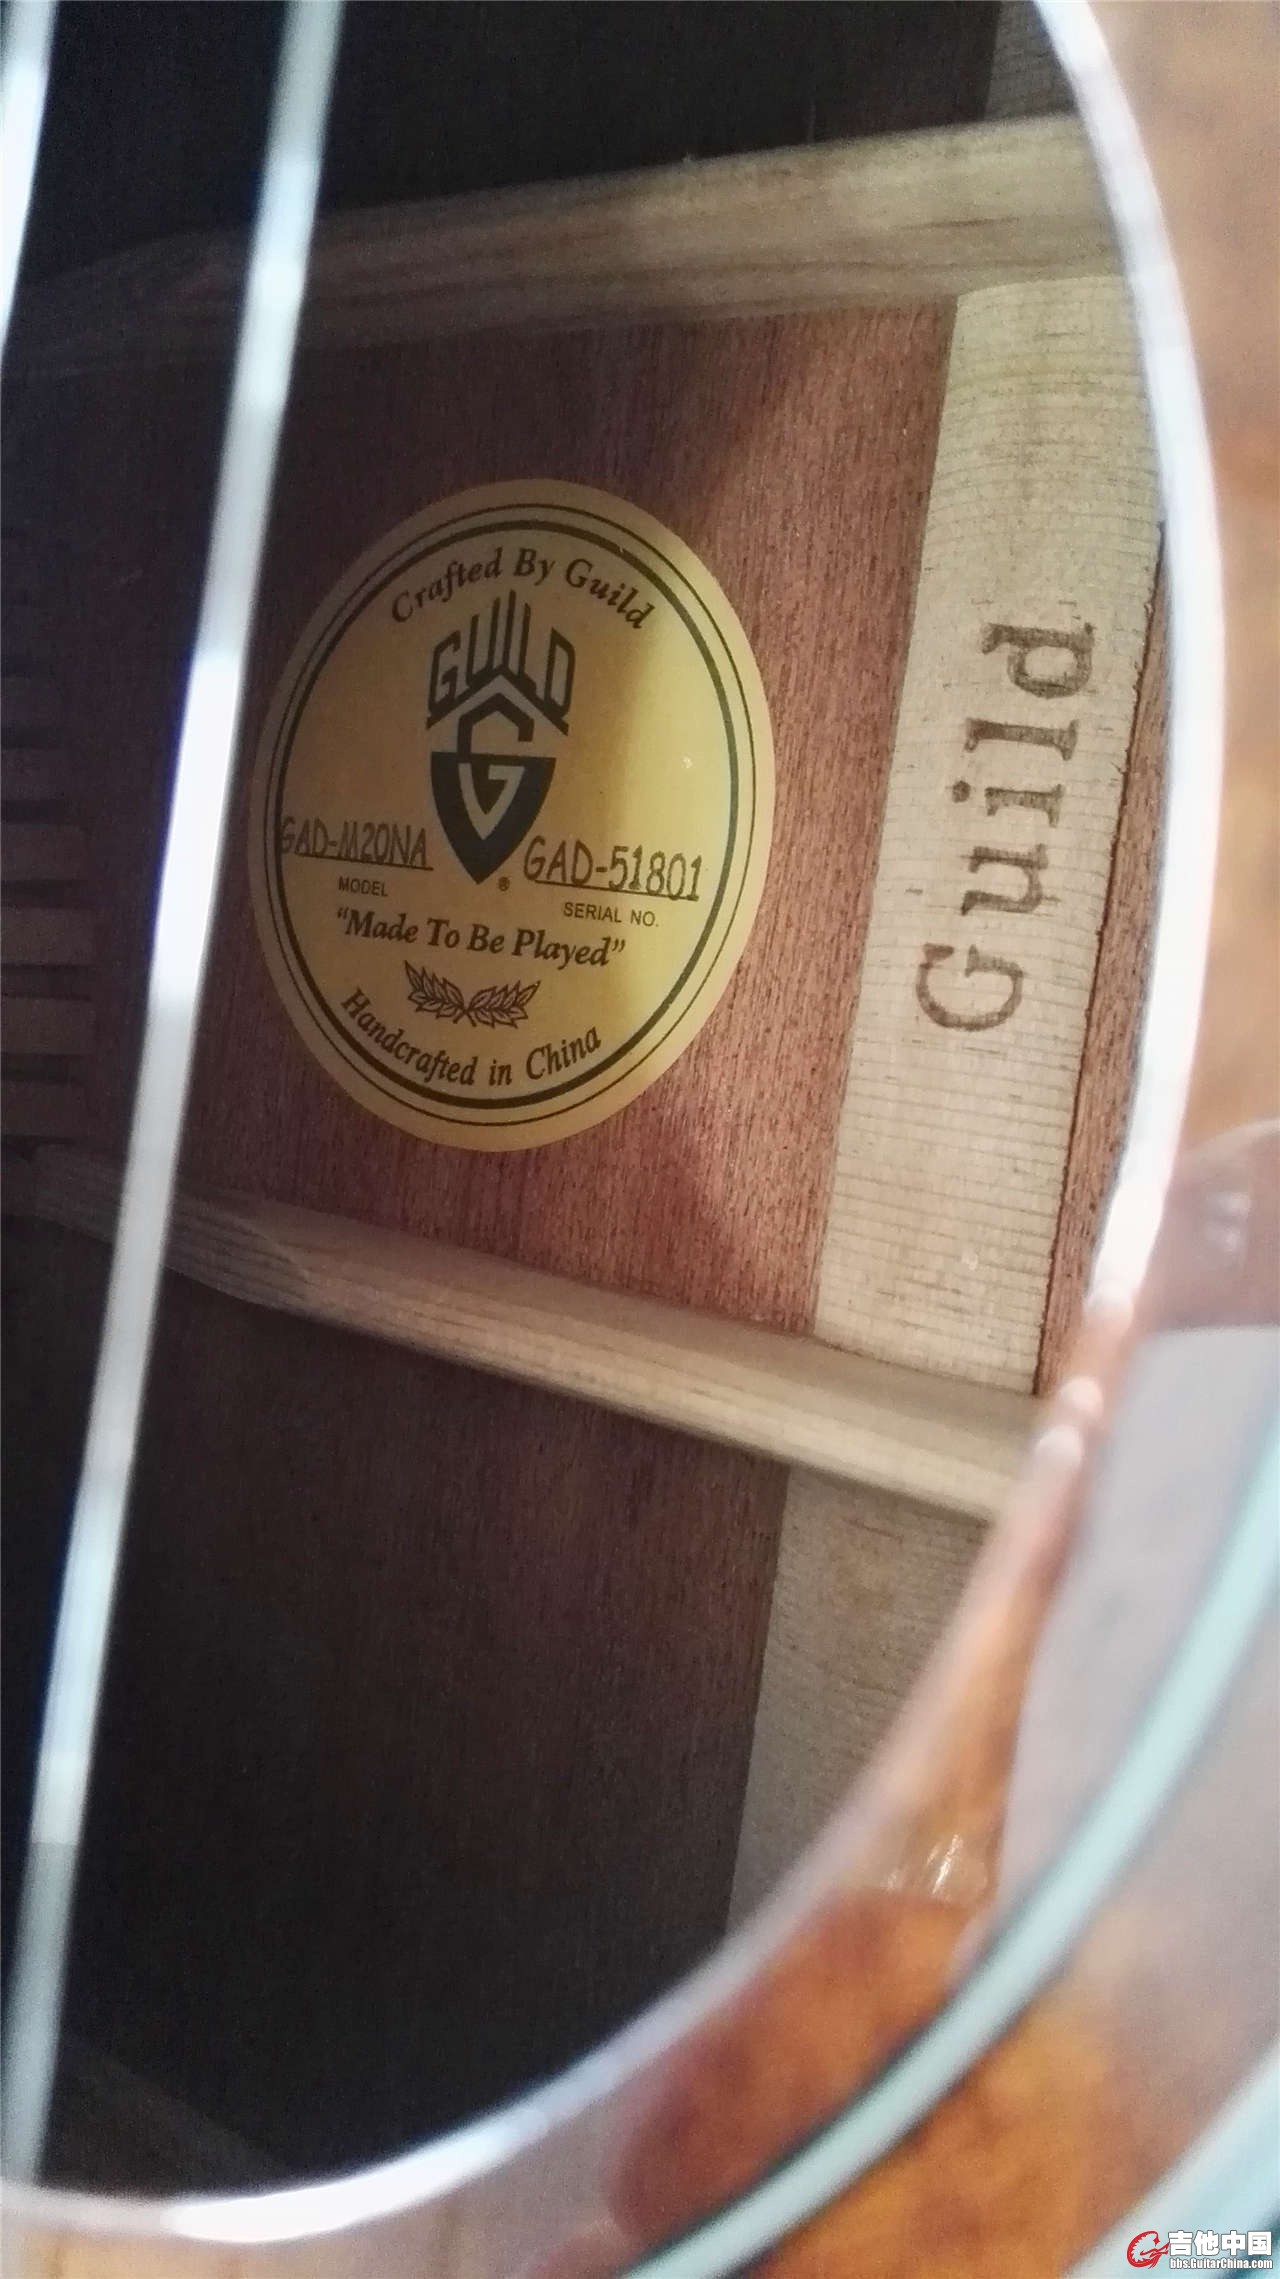 Crafted By Guild
GUILD
G
GAD-M20NA
MODEL
GAD-51801
SERIAL NO.
®
"Made To Be Played"
Handcrafted in China
Guild
吉他中国
bbs.GuitarChina.com